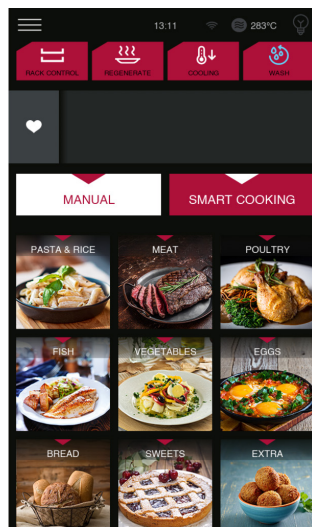 13:11 283°C
RACK CONTROL REGENERATE COOLING WASH
MANUAL SMART COOKING
PASTA & RICE MEAT POULTRY
FISH VEGETABLES EGGS
BREAD SWEETS EXTRA